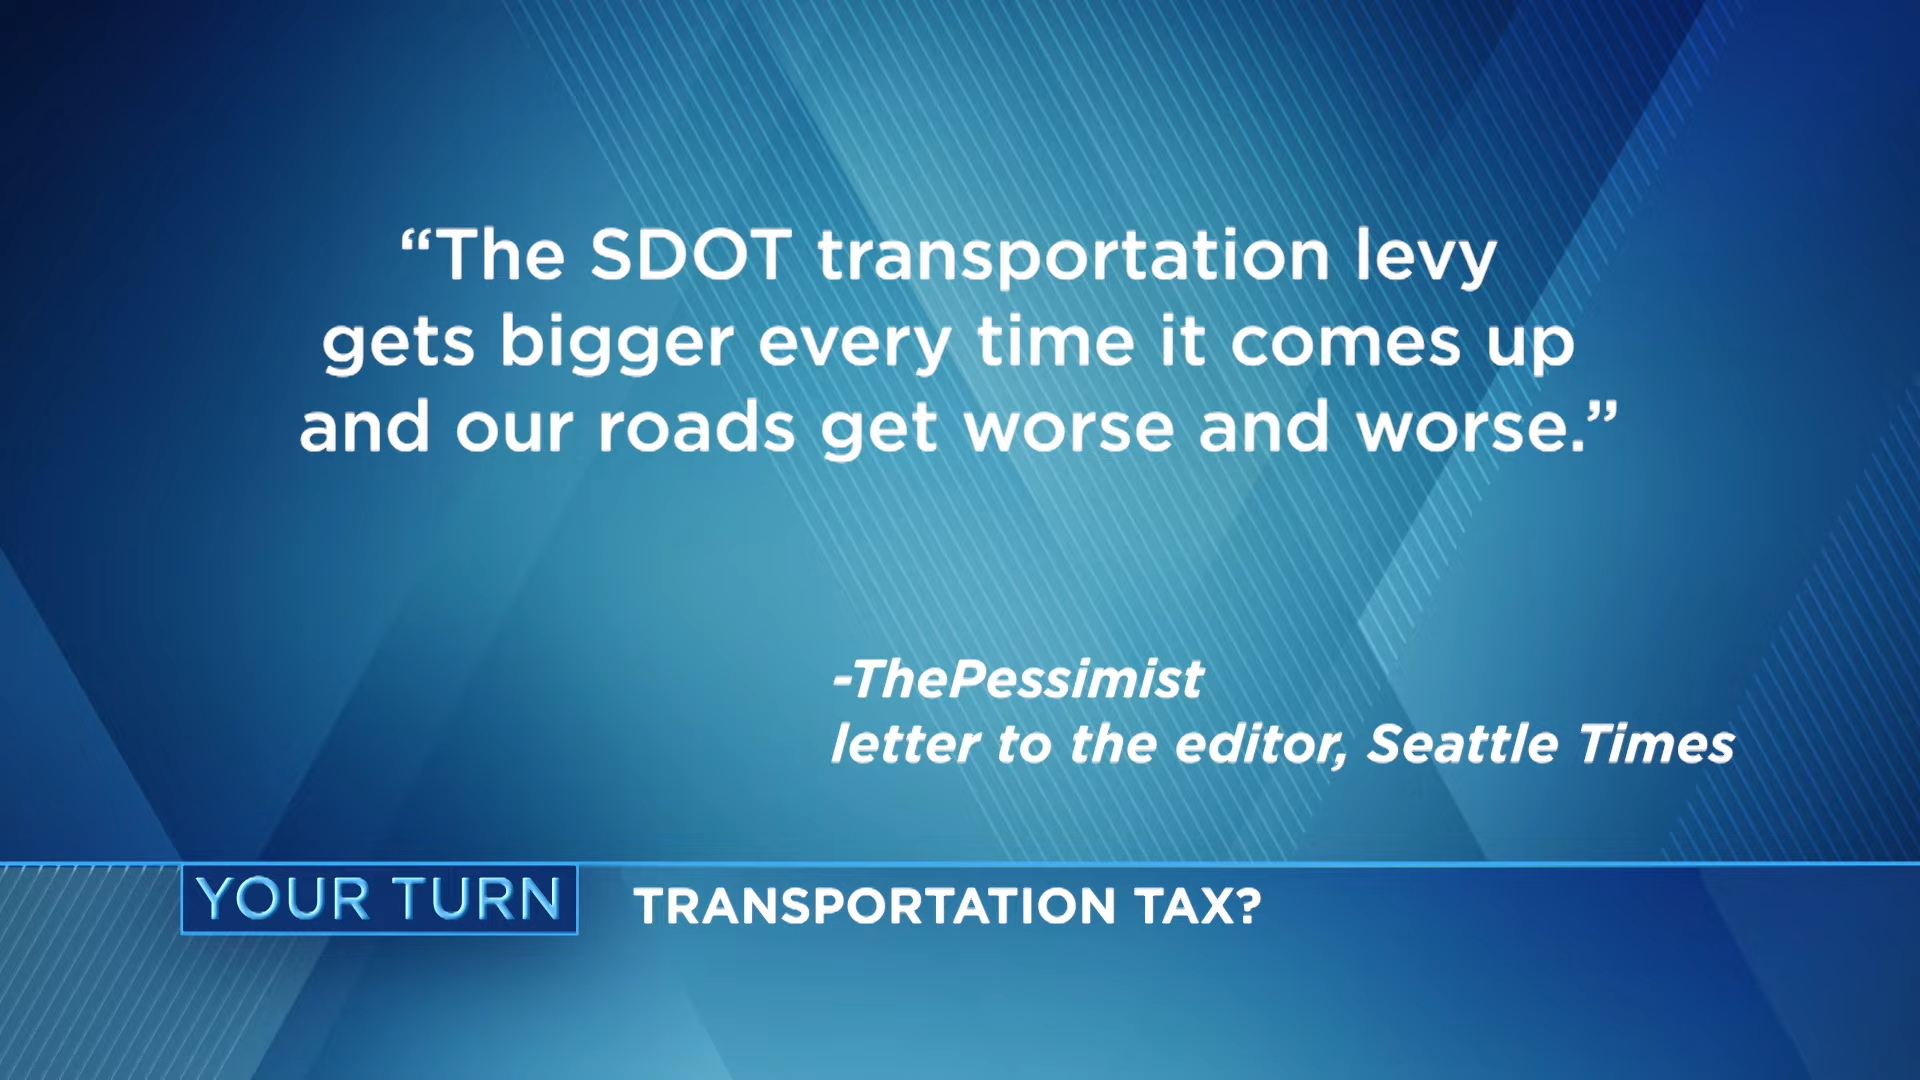 “The SDOT transportation levy
gets bigger every time it comes up
and our roads get worse and worse.”
-ThePessimist
letter to the editor, Seattle Times
YOUR TURN
TRANSPORTATION TAX?